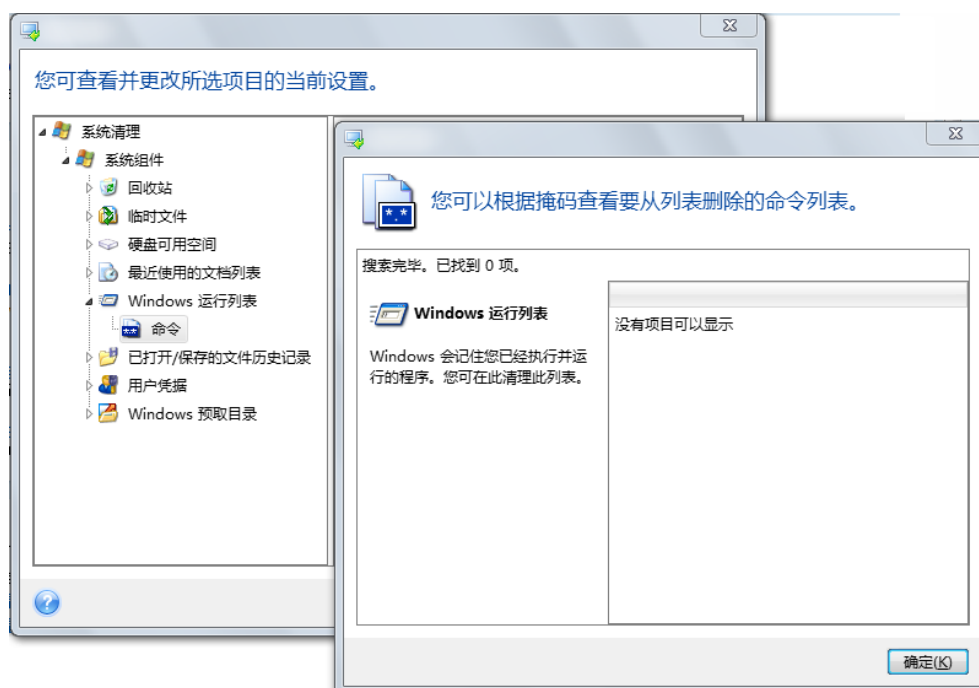 您可查看并更改所选项目的当前设置。
系统清理
系统组件
回收站
临时文件
硬盘可用空间
最近使用的文档列表
Windows 运行列表
命令
已打开/保存的文件历史记录
用户凭据
Windows 预取目录
*.*
您可以根据掩码查看要从列表删除的命令列表。
搜索完毕。已找到 0 项。
Windows 运行列表
Windows 会记住您已经执行并运
行的程序。您可在此清理此列表。
没有项目可以显示
确定(K)